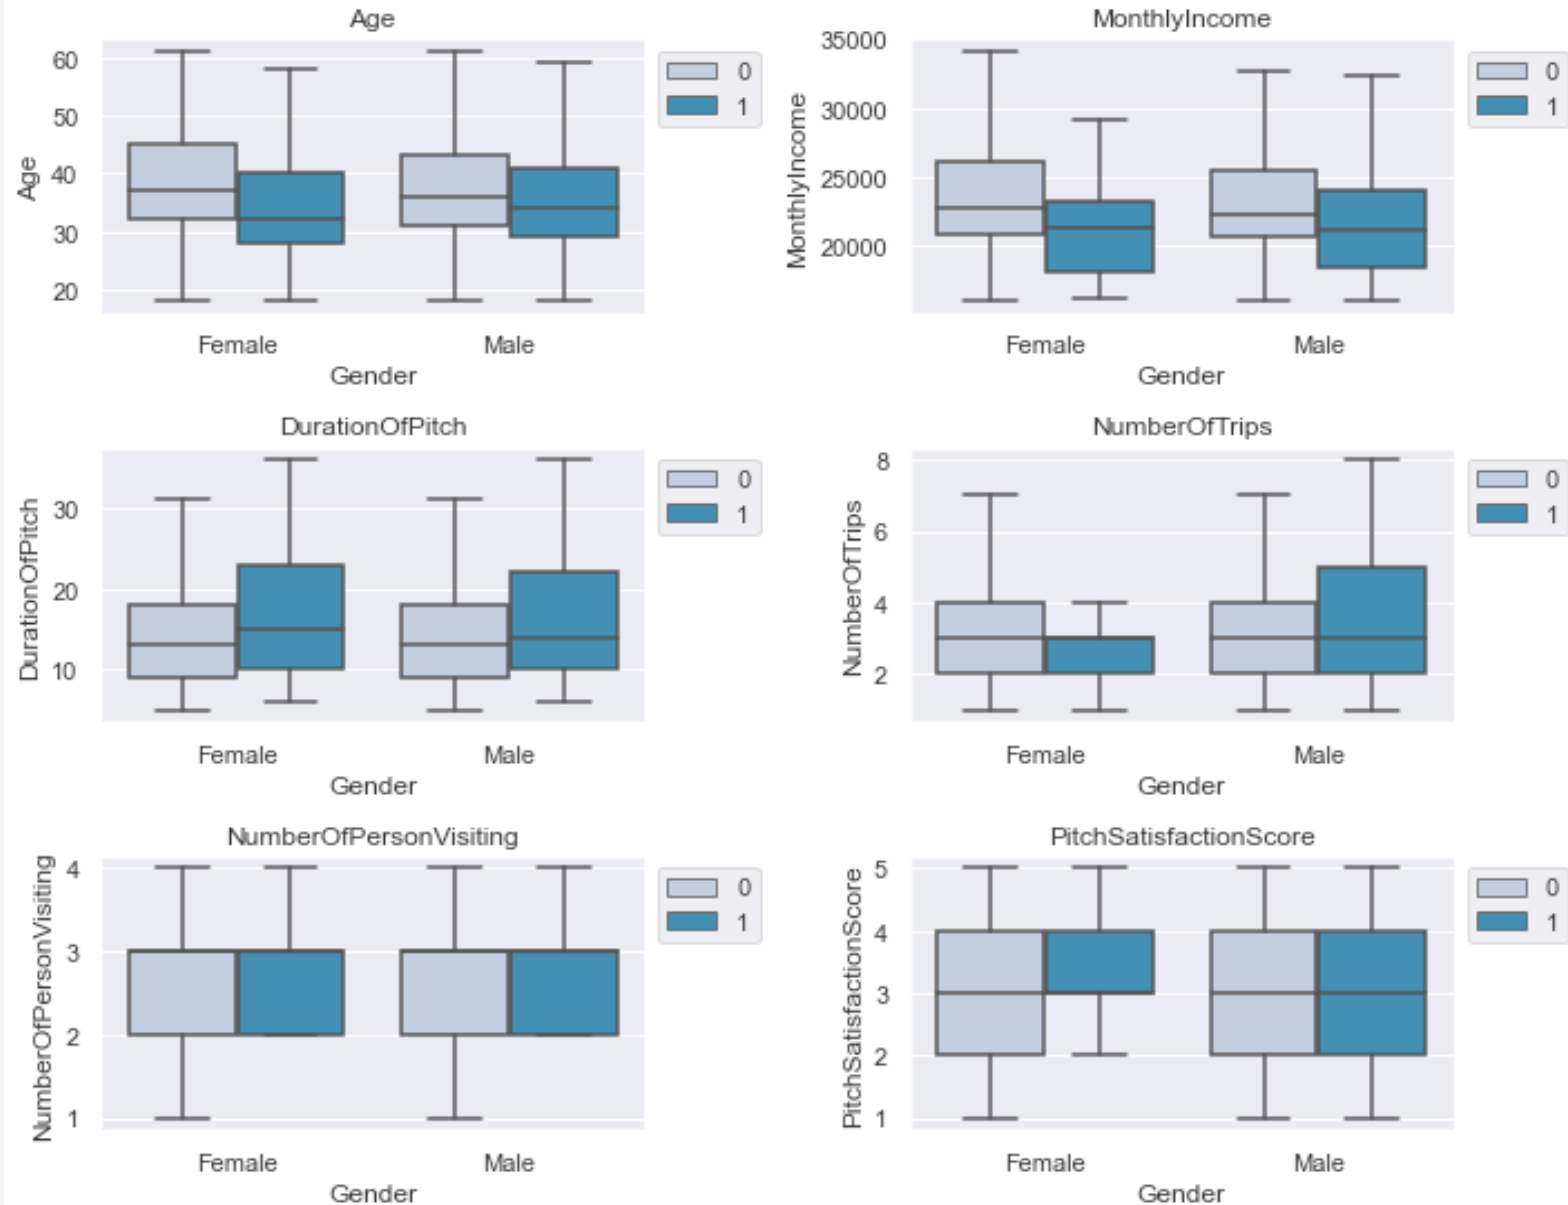 Age
Age
60
50
40
30
20
Female
Male
Gender
0
1
MonthlyIncome
MonthlyIncome
35000
30000
25000
20000
Female
Male
Gender
0
1
DurationOfPitch
DurationOfPitch
30
20
10
Female
Male
Gender
0
1
NumberOfTrips
NumberOfTrips
8
6
4
2
Female
Male
Gender
0
1
NumberOfPersonVisiting
NumberOfPersonVisiting
4
3
2
1
Female
Male
Gender
0
1
PitchSatisfactionScore
PitchSatisfactionScore
5
4
3
2
1
Female
Male
Gender
0
1